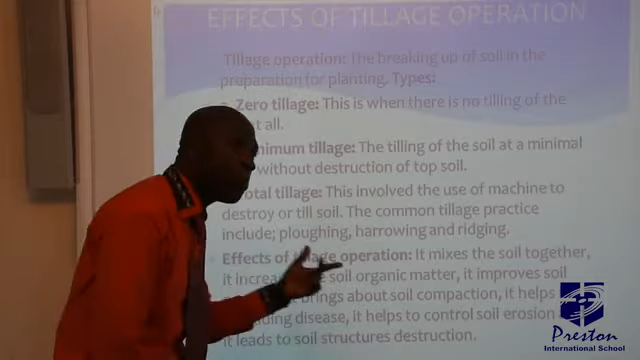 EFFECTS OF TILLAGE OPERATION
Tillage operation: The breaking up of soil in the
preparation for planting. Types:
Zero tillage: This is when there is no tilling of the
at all.
tillage: The tilling of the soil at a minimal
without destruction of top soil.
tillage: This involved the use of machine to
destroy or till soil. The common tillage practice
include; ploughing, harrowing and ridging.
Effects of tillage operation: It mixes the soil together,
it soil organic matter, it improves soil
brings about soil compaction, it helps
disease, it helps to control soil erosion
it leads to soil structures destruction.
Preston
International School